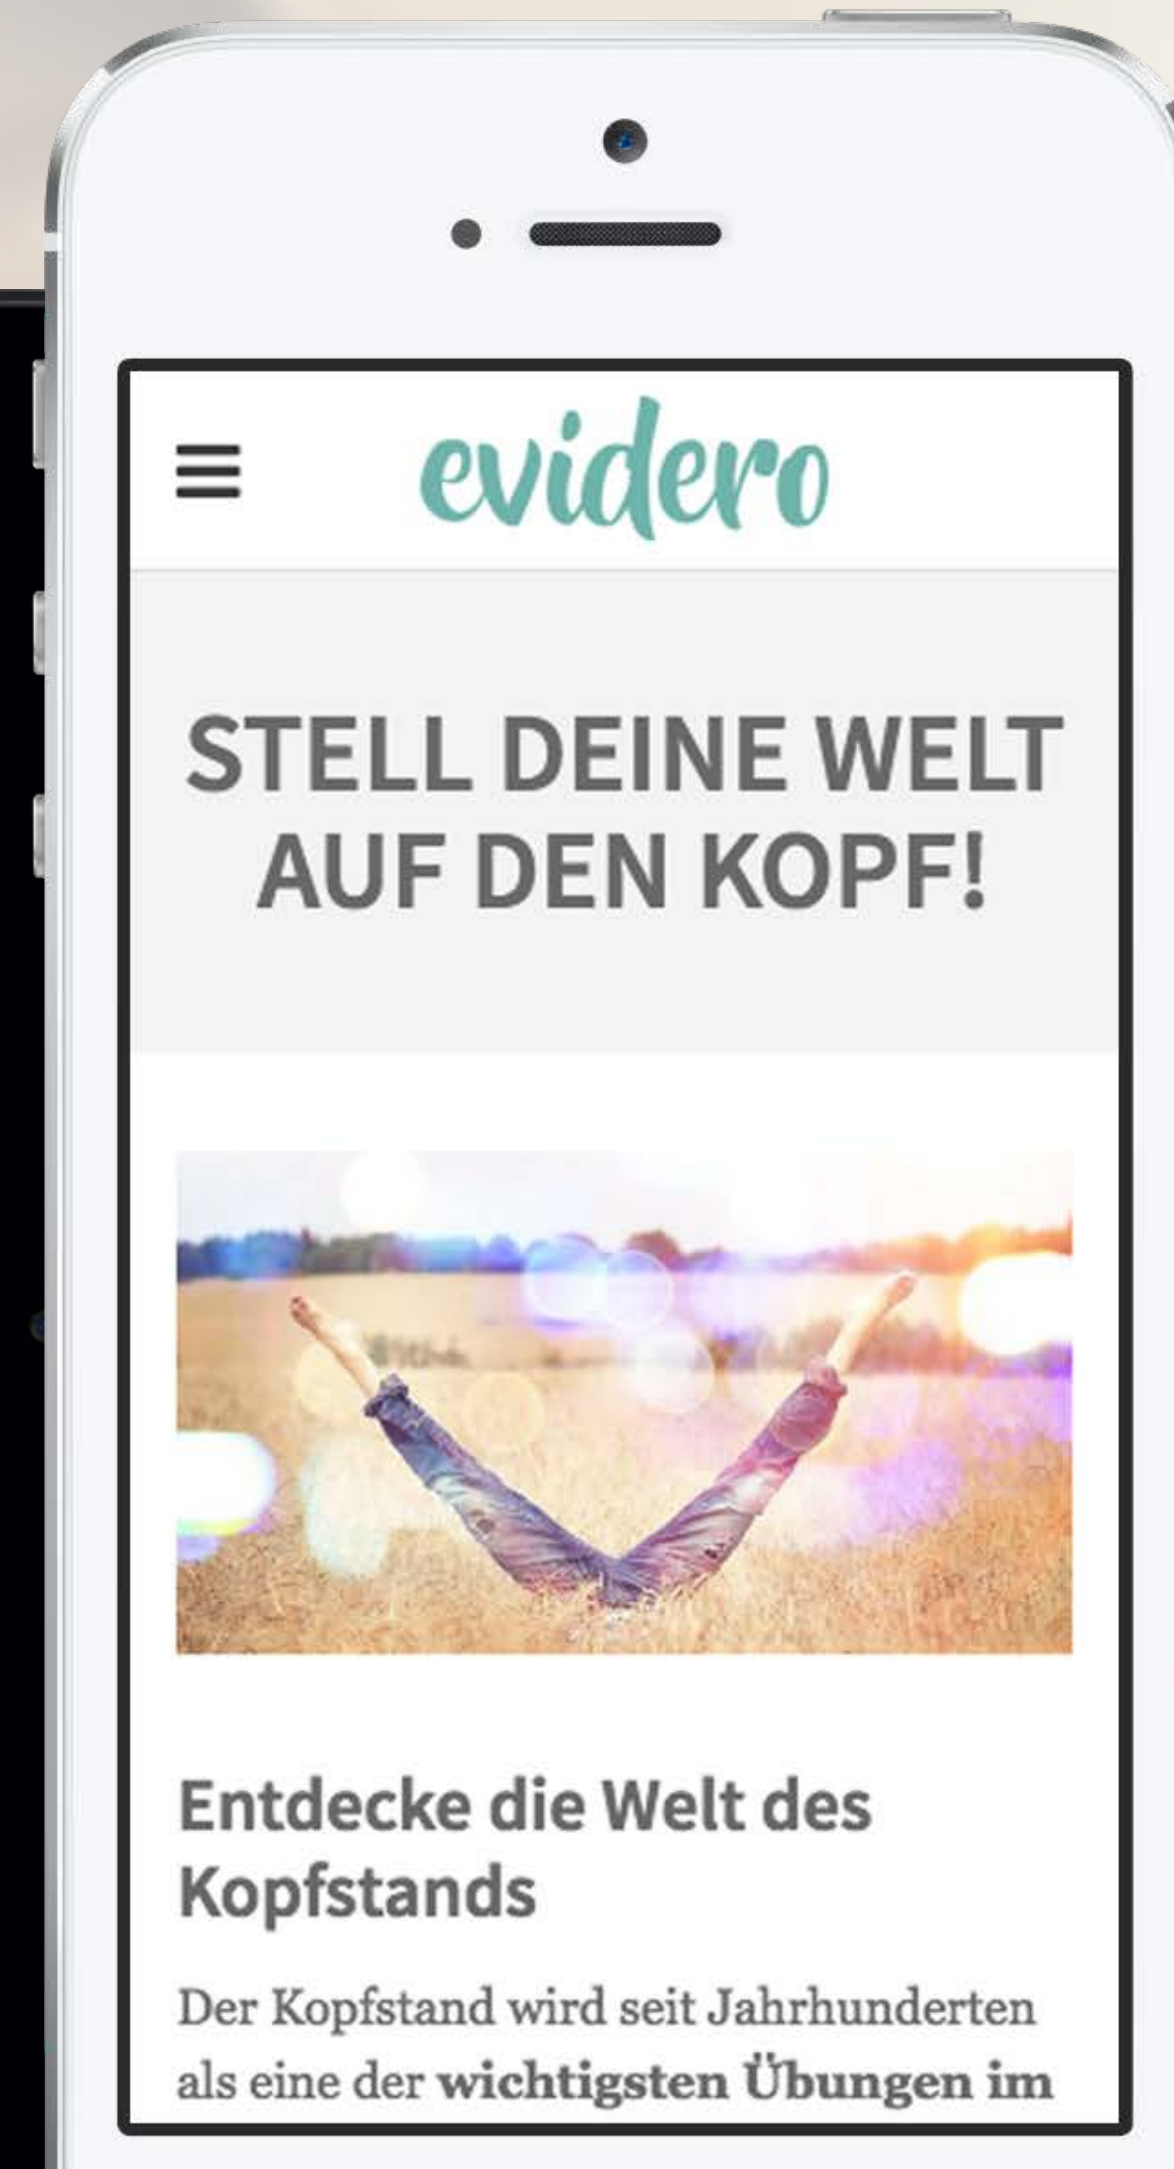 evidero
STELL DEINE WELT
AUF DEN KOPF!
Entdecke die Welt des
Kopfstands
Der Kopfstand wird seit Jahrhunderten
als eine der wichtigsten Übungen im